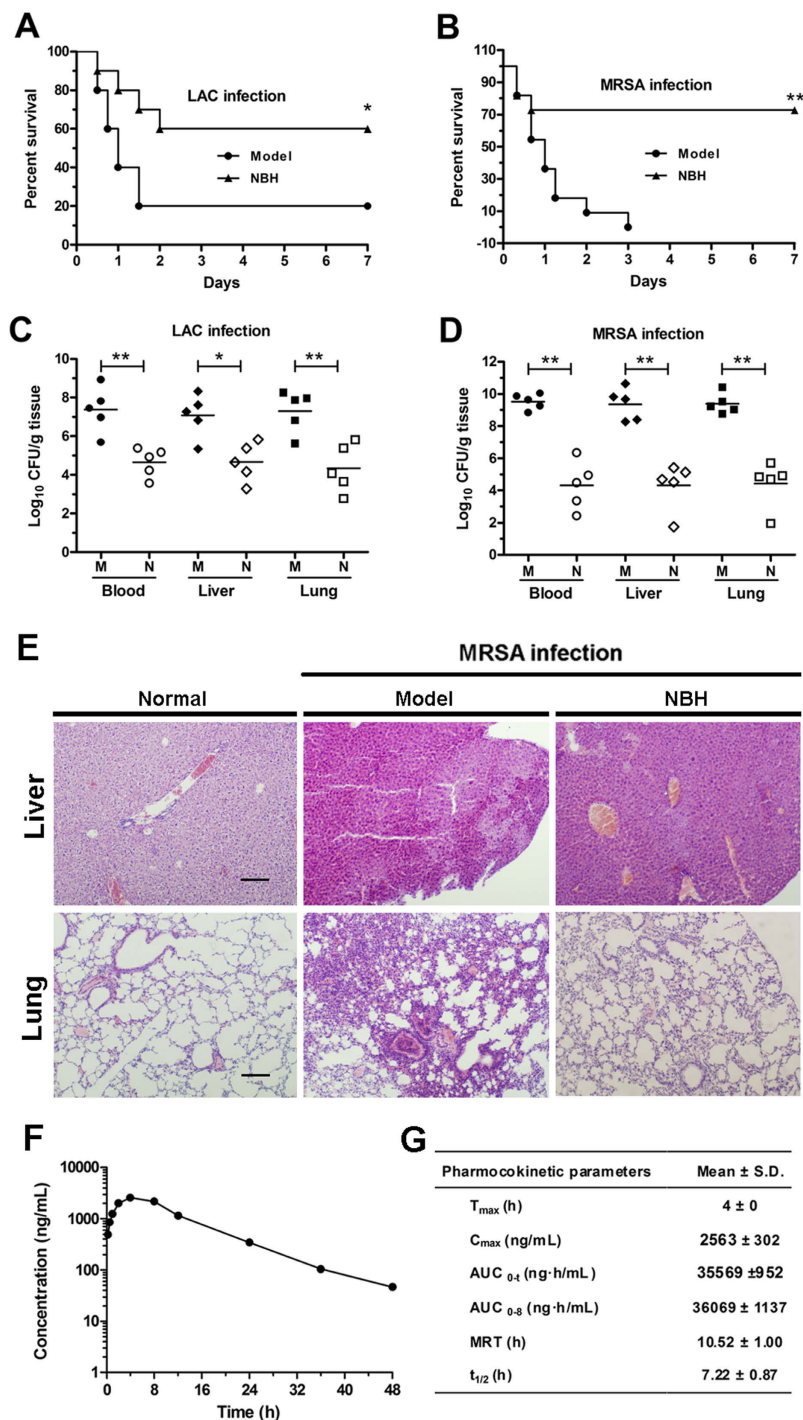 A
LAC infection
Percent survival
100
80
60
40
20
0
*
Model
NBH
0 1 2 3 4 5 6 7
Days
B
MRSA infection
Percent survival
110
90
70
50
30
10
-10
**
Model
NBH
0 1 2 3 4 5 6 7
Days
C
LAC infection
Log10 CFU/g tissue
10
8
6
4
2
0
** * **
M N M N M N
Blood Liver Lung
D
MRSA infection
Log10 CFU/g tissue
12
10
8
6
4
2
0
** ** **
M N M N M N
Blood Liver Lung
E
MRSA infection
Normal Model NBH
Liver
Lung
F
Concentration (ng/mL)
10000
1000
100
10
1
0 8 16 24 32 40 48
Time (h)
G
Pharmocokinetic parameters Mean ± S.D.
Tmax (h) 4 ± 0
Cmax (ng/mL) 2563 ± 302
AUC 0-t (ng·h/mL) 35569 ±952
AUC 0-8 (ng·h/mL) 36069 ± 1137
MRT (h) 10.52 ± 1.00
t1/2 (h) 7.22 ± 0.87